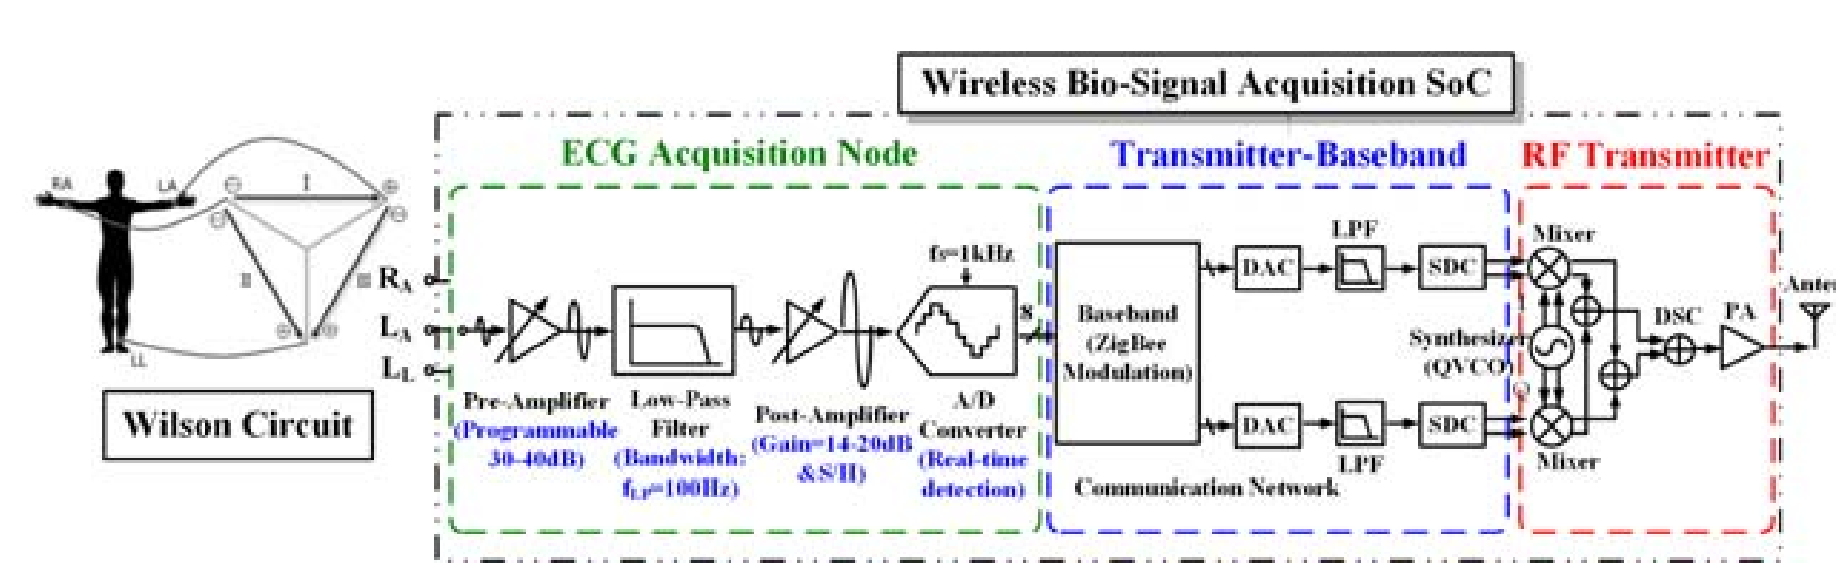 Wireless Bio-Signal Acquisition SoC
ECG Acquisition Node
Transmitter-Baseband
RF Transmitter
RA
LA
I
II
III
LL
Wilson Circuit
RA
LA
LL
Pre-Amplifier
(Programmable
30-40dB)
Low-Pass
Filter
(Bandwidth:
fLP=100Hz)
Post-Amplifier
(Gain=14-20dB
&S/H)
fs=1kHz
8
A/D
Converter
(Real-time
detection)
Baseband
(ZigBee
Modulation)
DAC
LPF
SDC
DAC
LPF
SDC
Communication Network
Mixer
Synthesizer
(QVCO)
Mixer
DSC
PA
Anter